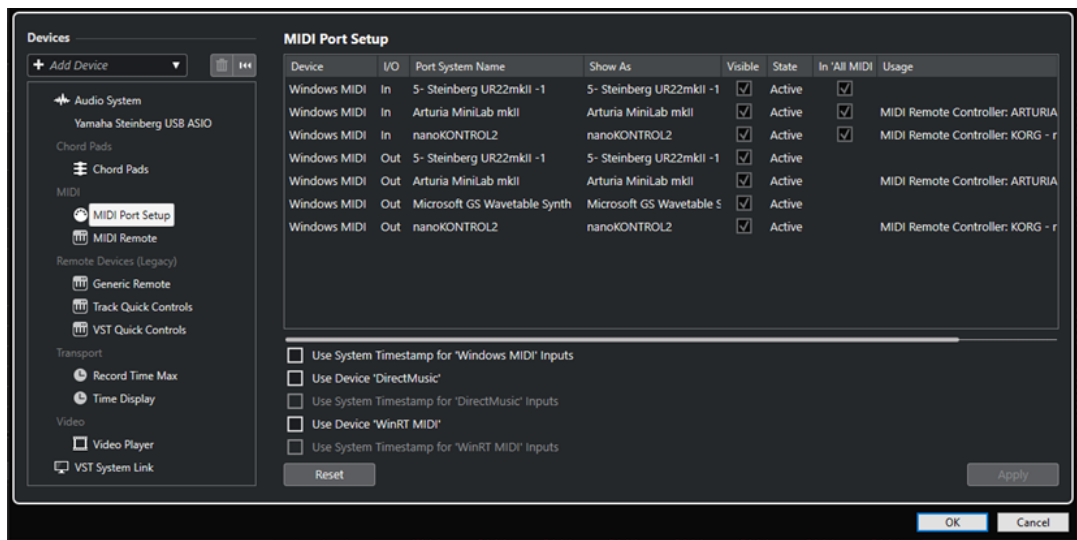 Devices
MIDI Port Setup
+ Add Device
Device I/O Port System Name Show As Visible State In 'All MIDI Usage
Audio System
Yamaha Steinberg USB ASIO
Chord Pads
Chord Pads
MIDI
MIDI Port Setup
MIDI Remote
Remote Devices (Legacy)
Generic Remote
Track Quick Controls
VST Quick Controls
Transport
Record Time Max
Time Display
Video
Video Player
VST System Link
Windows MIDI In 5- Steinberg UR22mkII -1 5- Steinberg UR22mkII -1 Active
Windows MIDI In Arturia MiniLab mkII Arturia MiniLab mkII Active MIDI Remote Controller: ARTURIA
Windows MIDI In nanoKONTROL2 nanoKONTROL2 Active MIDI Remote Controller: KORG - r
Windows MIDI Out 5- Steinberg UR22mkII -1 5- Steinberg UR22mkII -1 Active
Windows MIDI Out Arturia MiniLab mkII Arturia MiniLab mkII Active MIDI Remote Controller: ARTURIA
Windows MIDI Out Microsoft GS Wavetable Synth Microsoft GS Wavetable S Active
Windows MIDI Out nanoKONTROL2 nanoKONTROL2 Active MIDI Remote Controller: KORG - r
Use System Timestamp for 'Windows MIDI' Inputs
Use Device 'DirectMusic'
Use System Timestamp for 'DirectMusic' Inputs
Use Device 'WinRT MIDI'
Use System Timestamp for 'WinRT MIDI' Inputs
Reset Apply
OK Cancel